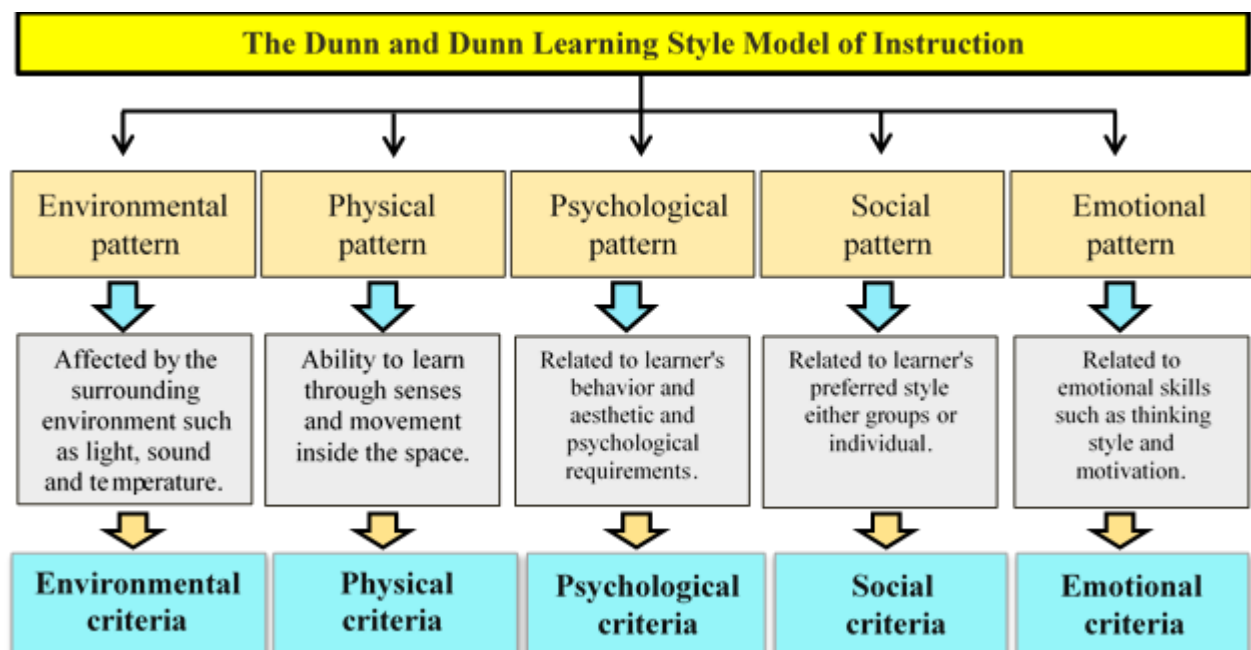 The Dunn and Dunn Learning Style Model of Instruction
Environmental
pattern
Physical
pattern
Psychological
pattern
Social
pattern
Emotional
pattern
Affected by the
surrounding
environment such
as light, sound
and temperature.
Ability to learn
through senses
and movement
inside the space.
Related to learner's
behavior and
aesthetic and
psychological
requirements.
Related to learner's
preferred style
either groups or
individual.
Related to
emotional skills
such as thinking
style and
motivation.
Environmental
criteria
Physical
criteria
Psychological
criteria
Social
criteria
Emotional
criteria